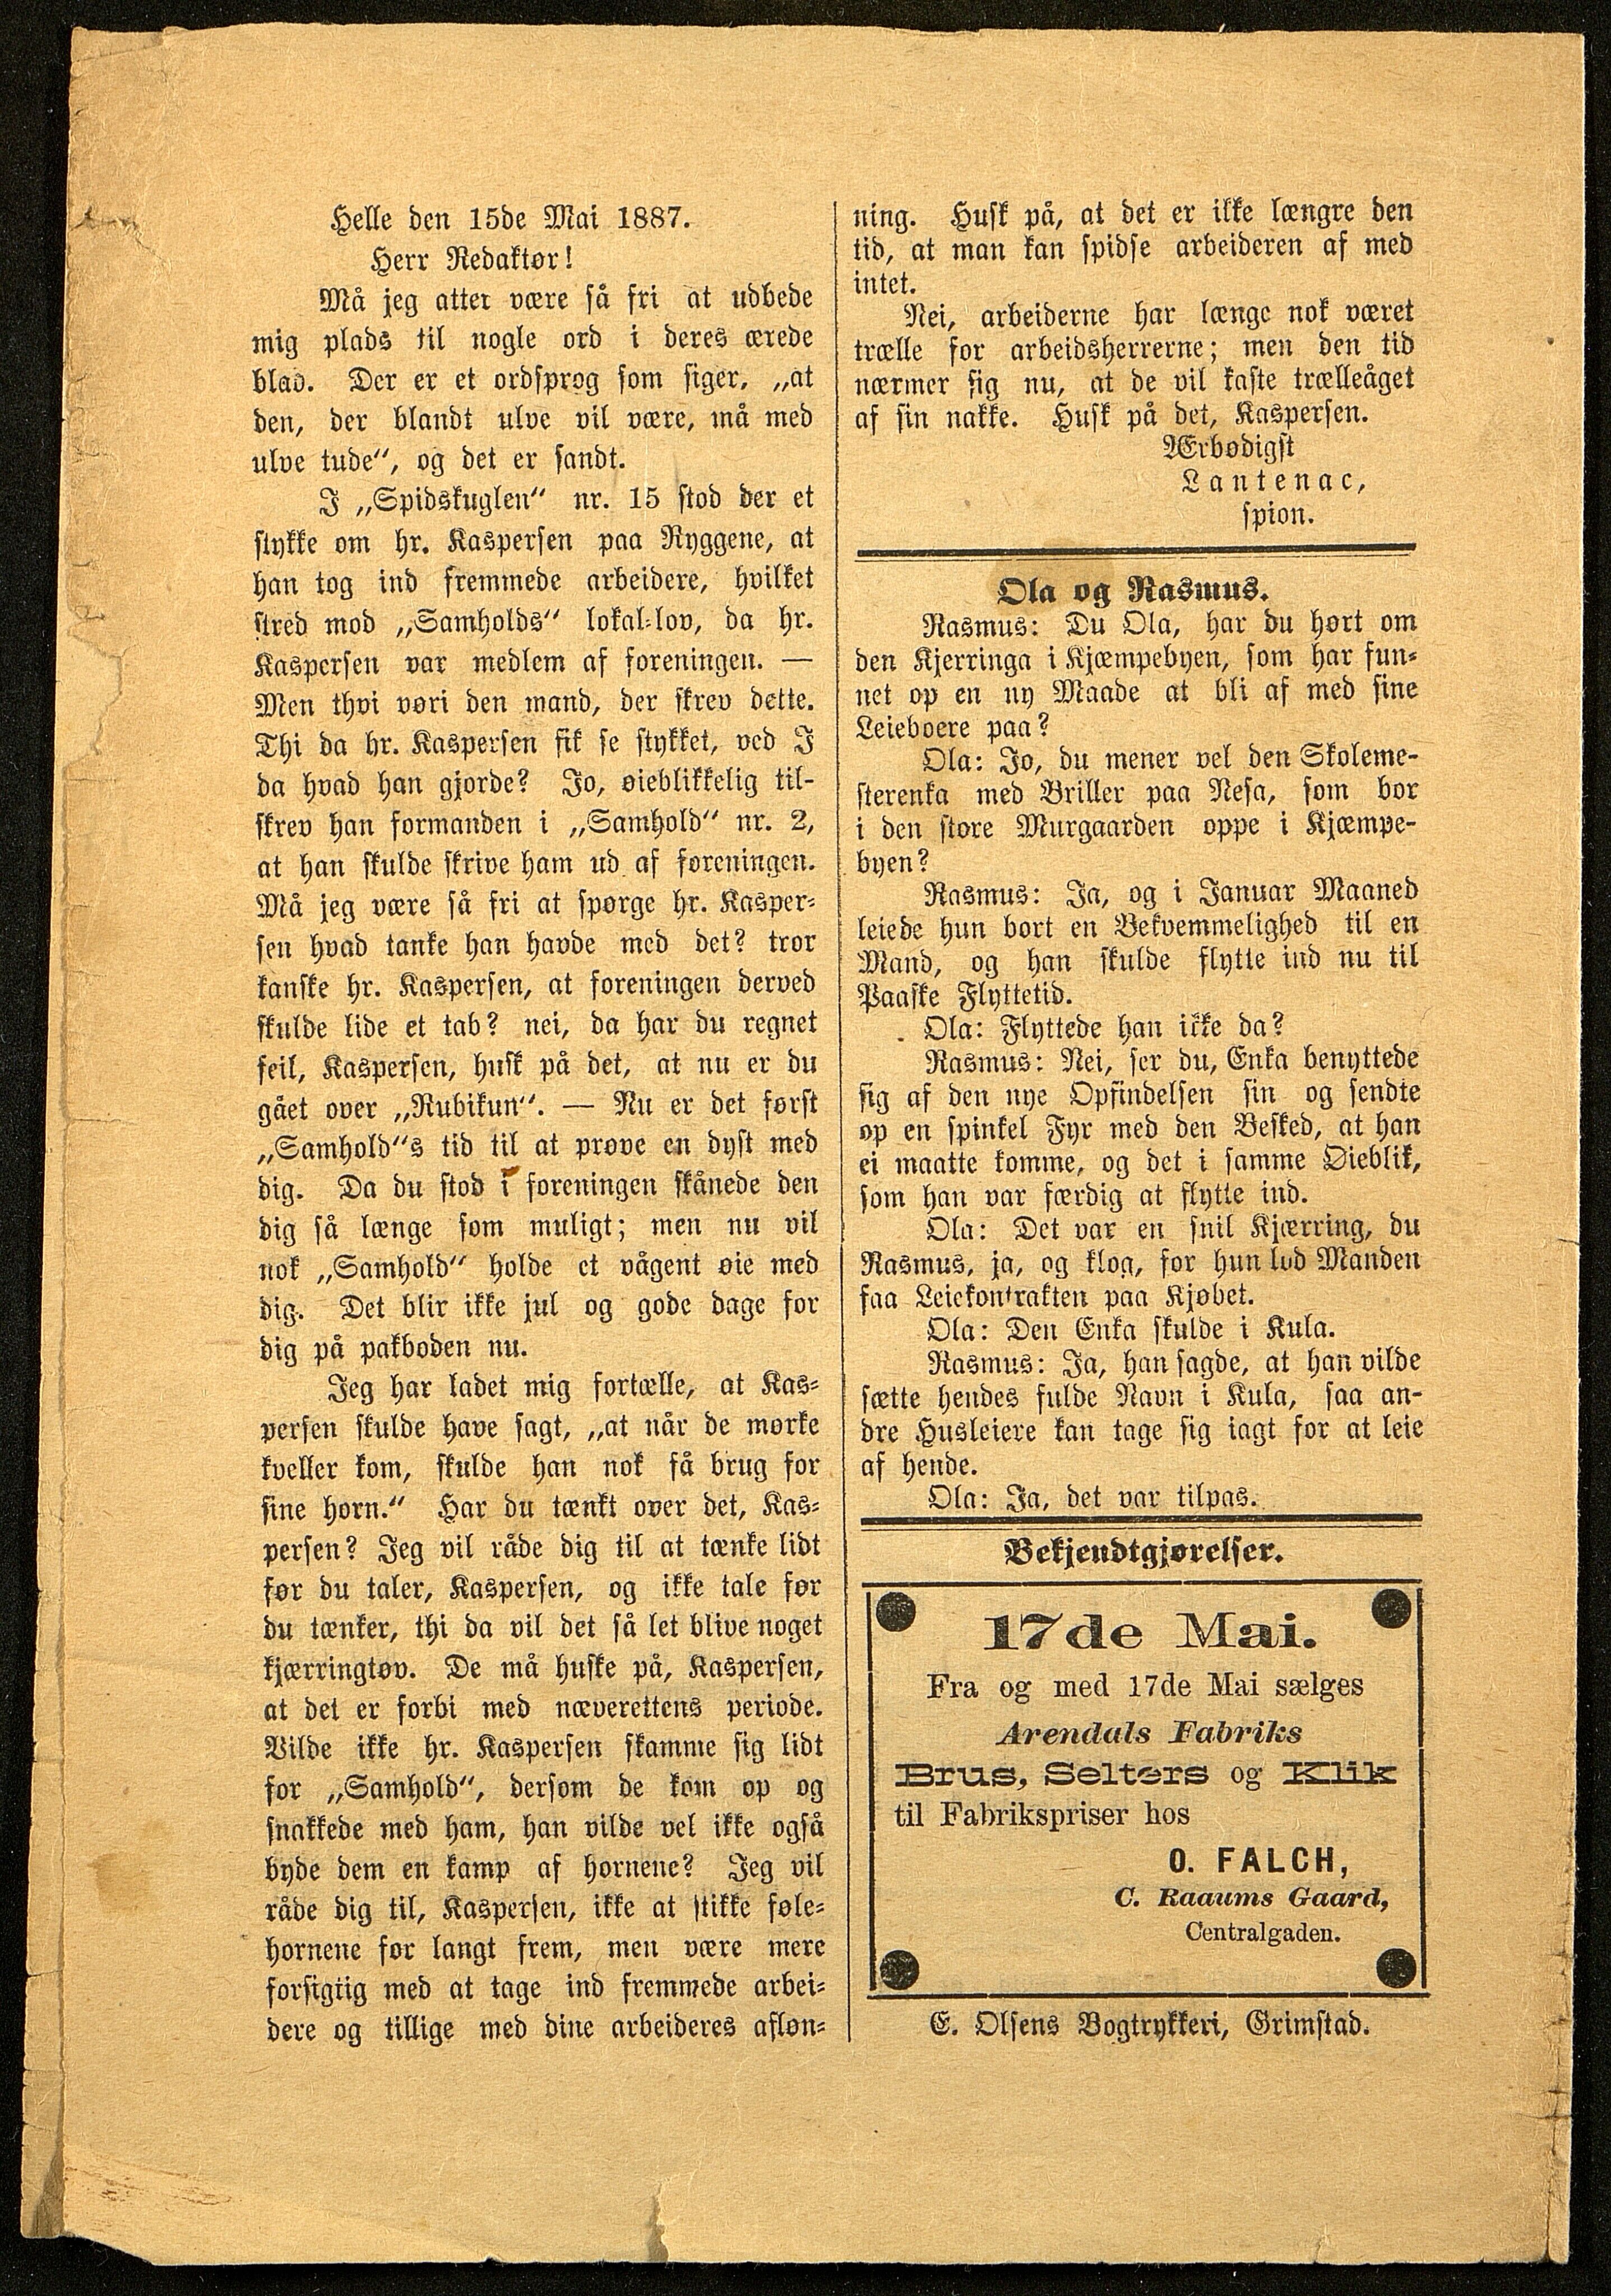 Helle den 15de Mai 1887.
Herr Redaktør!
Må jeg atter være så fri at udbede
mig plads til nogle ord i deres ærede
blad. Der er et ordsprog som siger, „at
den, der blandt ulve vil være, må med
ulve tude“, og det er sandt.
I „Spidskuglen“ nr. 15 stod der et
stykke om hr. Kaspersen paa Ryggene, at
han tog ind fremmede arbeidere, hvilket
stred mod „Samholds“ lokal-lov, da hr.
Kaspersen var medlem af foreningen. —
Men thvi vøri den mand, der skrev dette.
Thi da hr. Kaspersen fik se stykket, ved I
da hvad han gjorde? Jo, øieblikkelig til-
skrev han formanden i „Samhold“ nr. 2,
at han skulde skrive ham ud af foreningen.
Må jeg være så fri at spørge hr. Kasper-
sen hvad tanke han havde med det? tror
kanske hr. Kaspersen, at foreningen derved
skulde lide et tab? nei, da har du regnet
feil, Kaspersen, husk på det, at nu er du
gået over „Rubikun“. — Nu er det først
„Samhold“s tid til at prøve en dyst med
dig. Da du stod i foreningen skånede den
dig så længe som muligt; men nu vil
nok „Samhold“ holde et vågent øie med
dig. Det blir ikke jul og gode dage for
dig på pakboden nu.
Jeg har ladet mig fortælle, at Kas-
persen skulde have sagt, „at når de mørke
kveller kom, skulde han nok få brug for
sine horn.“ Har du tænkt over det, Kas-
persen? Jeg vil råde dig til at tænke lidt
før du taler, Kaspersen, og ikke tale før
du tænker, thi da vil det så let blive noget
kjærringtøv. De må huske på, Kaspersen,
at det er forbi med næverettens periode.
Vilde ikke hr. Kaspersen skamme sig lidt
for „Samhold“, dersom de kom op og
snakkede med ham, han vilde vel ikke også
byde dem en kamp af hornene? Jeg vil
råde dig til, Kaspersen, ikke at stikke føle-
hornene for langt frem, men være mere
forsigtig med at tage ind fremmede arbei-
dere og tillige med dine arbeideres afløn-
ning. Husk på, at det er ikke længre den
tid, at man kan spidse arbeideren af med
intet.
Nei, arbeiderne har længe nok været
trælle for arbeidsherrerne; men den tid
nærmer sig nu, at de vil kaste trælleåget
af sin nakke. Husk på det, Kaspersen.
Ærbødigst
Lantenac,
spion.
Ola og Rasmus.
Rasmus: Du Ola, har du hørt om
den Kjerringa i Kjæmpebyen, som har fun-
net op en ny Maade at bli af med sine
Leieboere paa?
Ola: Jo, du mener vel den Skoleme-
sterenka med Briller paa Nesa, som bor
i den store Murgaarden oppe i Kjæmpe-
byen?
Rasmus: Ja, og i Januar Maaned
leiede hun bort en Bekvemmelighed til en
Mand, og han skulde flytte ind nu til
Paaske Flyttetid.
Ola: Flyttede han ikke da?
Rasmus: Nei, ser du, Enka benyttede
sig af den nye Opfindelsen sin og sendte
op en spinkel Fyr med den Besked, at han
ei maatte komme, og det i samme Øieblik,
som han var færdig at flytte ind.
Ola: Det var en snil Kjærring, du
Rasmus, ja, og klog, for hun lod Manden
faa Leiekontrakten paa Kjøbet.
Ola: Den Enka skulde i Kula.
Rasmus: Ja, han sagde, at han vilde
sætte hendes fulde Navn i Kula, saa an-
dre Husleiere kan tage sig iagt for at leie
af hende.
Ola: Ja, det var tilpas.
Bekjendtgjørelser.
17de Mai.
Fra og med 17de Mai sælges
Arendals Fabriks
Brus, Selters og Klik
til Fabrikspriser hos
O. FALCH,
C. Raaums Gaard,
Centralgaden.
E. Olsens Bogtrykkeri, Grimstad.